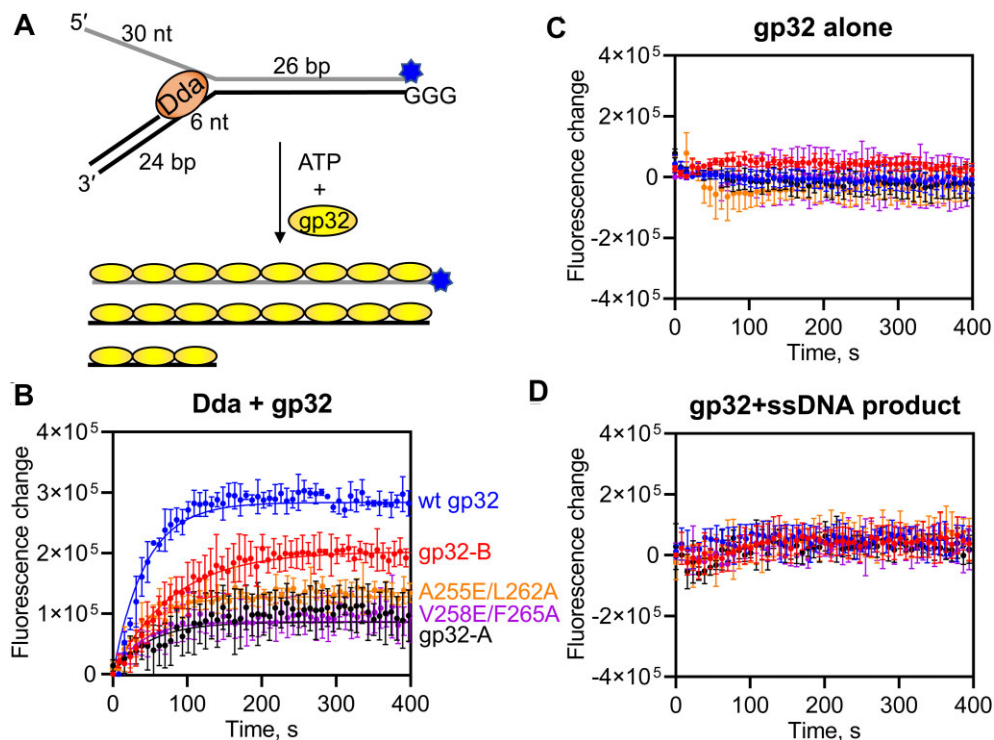 A
5′
30 nt
26 bp
GGG
Dda
6 nt
24 bp
3′
ATP
+
gp32
B
Dda + gp32
Fluorescence change
4×10⁵
3×10⁵
2×10⁵
1×10⁵
0
0 100 200 300 400
Time, s
wt gp32
gp32-B
A255E/L262A
V258E/F265A
gp32-A
C
gp32 alone
Fluorescence change
4×10⁵
2×10⁵
0
-2×10⁵
-4×10⁵
0 100 200 300 400
Time, s
D
gp32+ssDNA product
Fluorescence change
4×10⁵
2×10⁵
0
-2×10⁵
-4×10⁵
0 100 200 300 400
Time, s